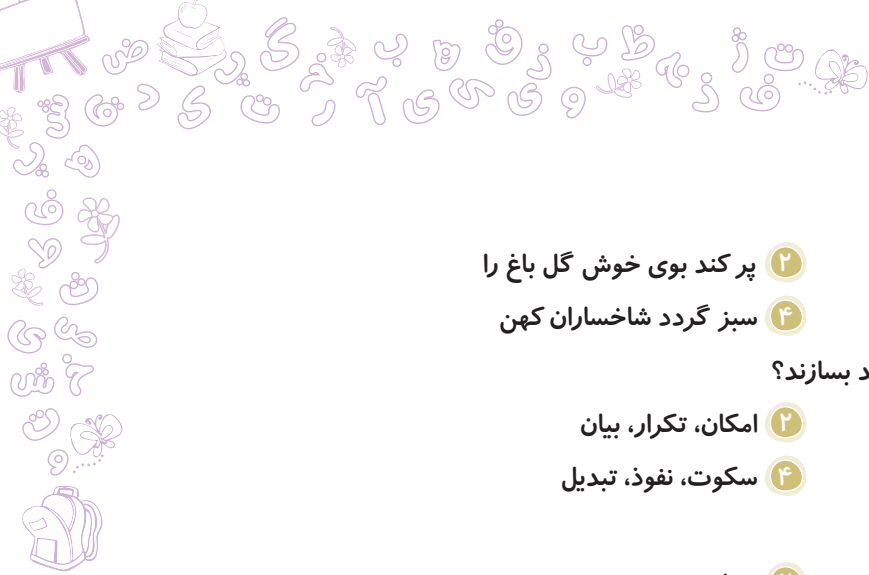 ۲ پر کند بوی خوش گل باغ را
۴ سبز گردد شاخساران کهن
بسازند؟
۲ امکان، تکرار، بیان
۴ سکوت، نفوذ، تبدیل